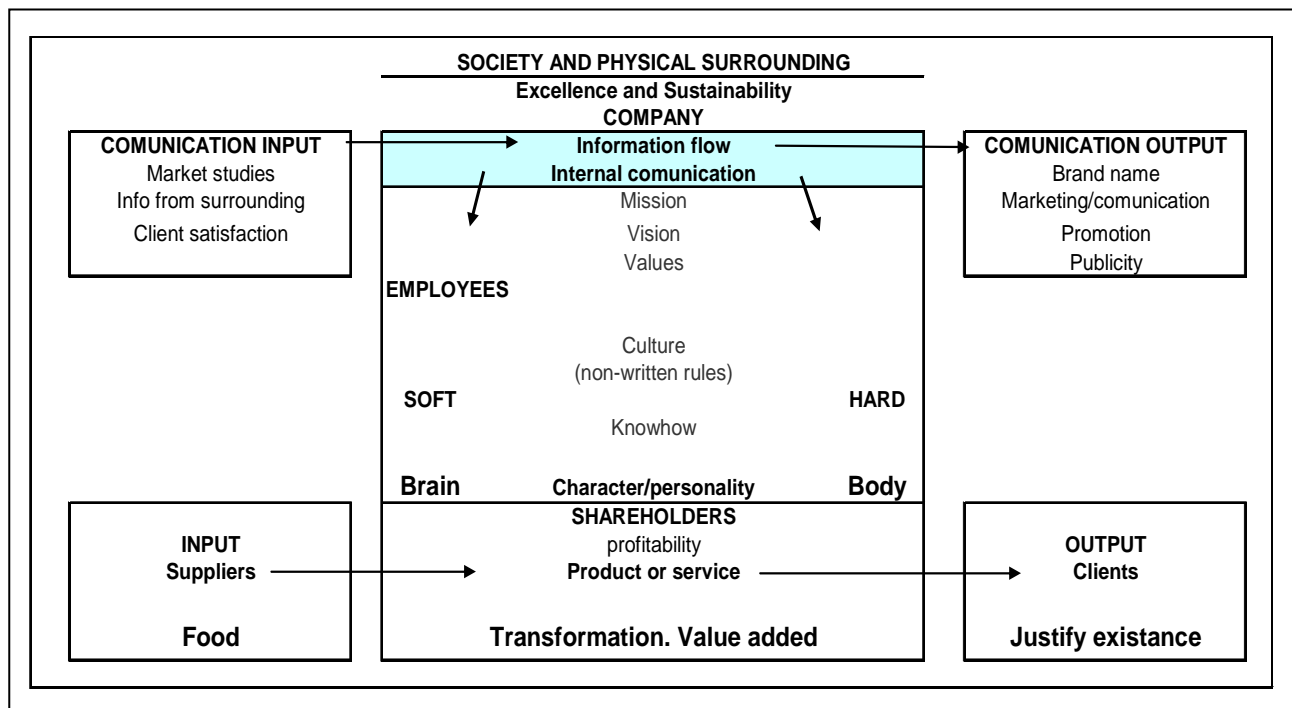 SOCIETY AND PHYSICAL SURROUNDING
Excellence and Sustainability
COMPANY
COMUNICATION INPUT
Market studies
Info from surrounding
Client satisfaction
Information flow
Internal comunication
Mission
Vision
Values
EMPLOYEES
Culture
(non-written rules)
SOFT
HARD
Knowhow
Brain
Character/personality
Body
COMUNICATION OUTPUT
Brand name
Marketing/comunication
Promotion
Publicity
INPUT
Suppliers
Food
SHAREHOLDERS
profitability
Product or service
Transformation. Value added
OUTPUT
Clients
Justify existance